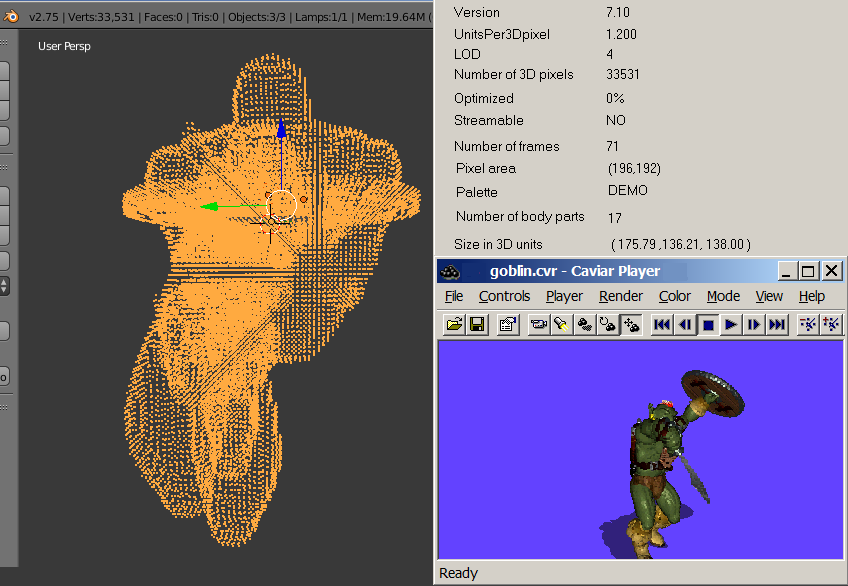 v2.75 | Verts:33,531 | Faces:0 | Tris:0 | Objects:3/3 | Lamps:1/1 | Mem:19.64M (
User Persp
Version 7.10
UnitsPer3Dpixel 1.200
LOD 4
Number of 3D pixels 33531
Optimized 0%
Streamable NO
Number of frames 71
Pixel area (196,192)
Palette DEMO
Number of body parts 17
Size in 3D units ( 175.79 ,136.21, 138.00 )
goblin.cvr - Caviar Player
File Controls Player Render Color Mode View Help
Ready